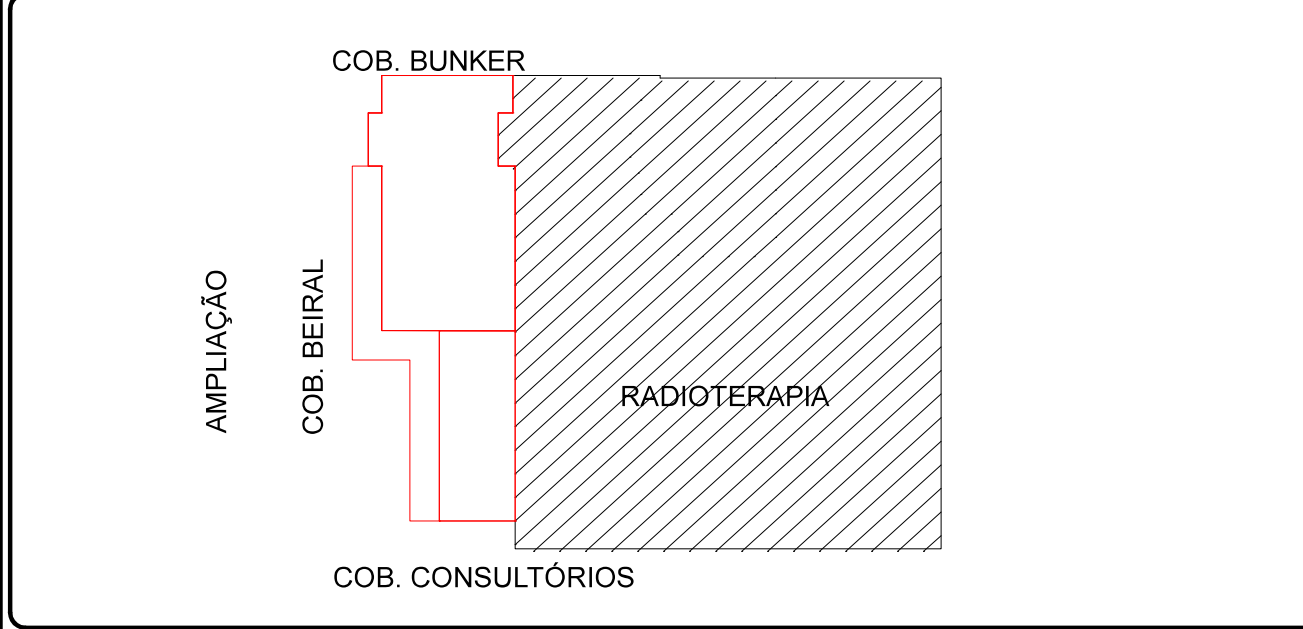 COB. BUNKER
AMPLIAÇÃO
COB. BEIRAL
RADIOTERAPIA
COB. CONSULTÓRIOS